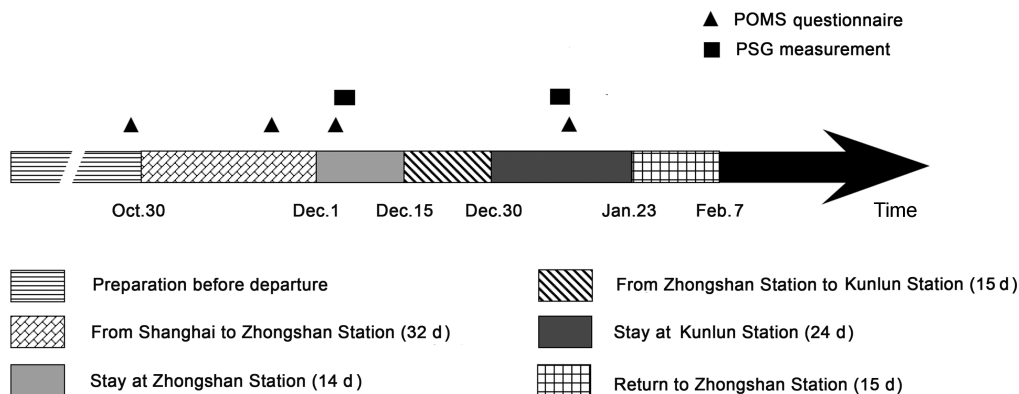 POMS questionnaire
PSG measurement
Oct.30 Dec.1 Dec.15 Dec.30 Jan.23 Feb.7 Time
Preparation before departure
From Zhongshan Station to Kunlun Station (15 d)
From Shanghai to Zhongshan Station (32 d)
Stay at Kunlun Station (24 d)
Stay at Zhongshan Station (14 d)
Return to Zhongshan Station (15 d)